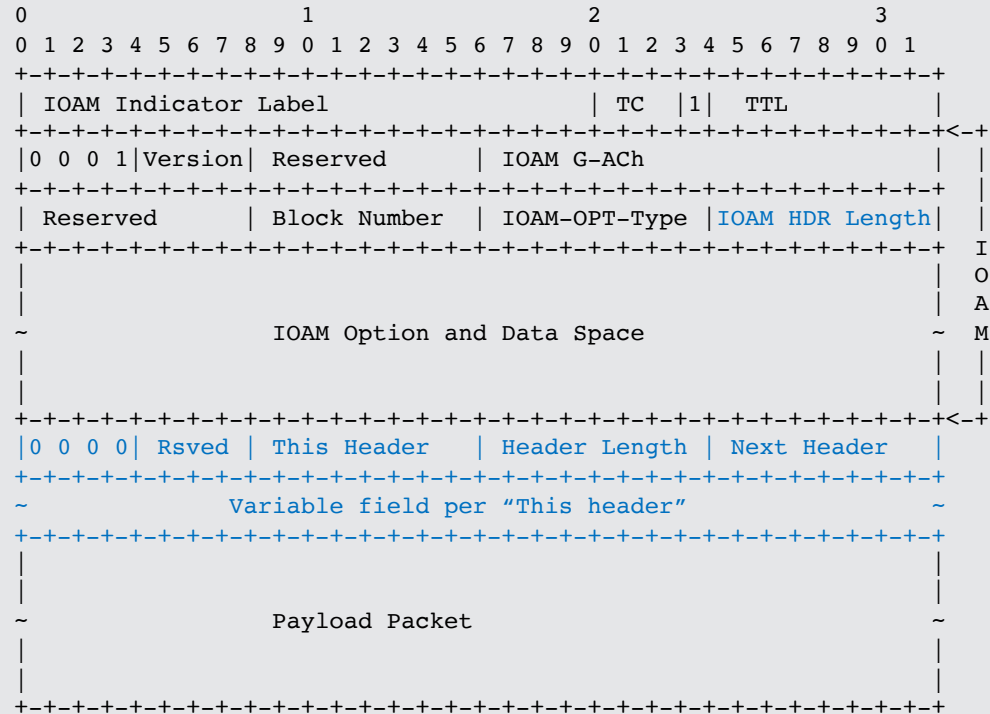 0                   1                   2                   3
0 1 2 3 4 5 6 7 8 9 0 1 2 3 4 5 6 7 8 9 0 1 2 3 4 5 6 7 8 9 0 1
+-+-+-+-+-+-+-+-+-+-+-+-+-+-+-+-+-+-+-+-+-+-+-+-+-+-+-+-+-+-+-+-+
| IOAM Indicator Label                  | TC  |1|  TTL          |
+-+-+-+-+-+-+-+-+-+-+-+-+-+-+-+-+-+-+-+-+-+-+-+-+-+-+-+-+-+-+-+-+<-+
|0 0 0 1|Version| Reserved      | IOAM G-ACh                    |  |
+-+-+-+-+-+-+-+-+-+-+-+-+-+-+-+-+-+-+-+-+-+-+-+-+-+-+-+-+-+-+-+-+  |
| Reserved      | Block Number  | IOAM-OPT-Type |IOAM HDR Length|  |
+-+-+-+-+-+-+-+-+-+-+-+-+-+-+-+-+-+-+-+-+-+-+-+-+-+-+-+-+-+-+-+-+  I
|                                                               |  O
|                                                               |  A
~                 IOAM Option and Data Space                    ~  M
|                                                               |  |
|                                                               |  |
+-+-+-+-+-+-+-+-+-+-+-+-+-+-+-+-+-+-+-+-+-+-+-+-+-+-+-+-+-+-+-+-+<-+
|0 0 0 0| Rsved | This Header   | Header Length | Next Header   |
+-+-+-+-+-+-+-+-+-+-+-+-+-+-+-+-+-+-+-+-+-+-+-+-+-+-+-+-+-+-+-+-+
~              Variable field per “This header”                 ~
+-+-+-+-+-+-+-+-+-+-+-+-+-+-+-+-+-+-+-+-+-+-+-+-+-+-+-+-+-+-+-+-+
|                                                               |
|                                                               |
~                 Payload Packet                                ~
|                                                               |
|                                                               |
+-+-+-+-+-+-+-+-+-+-+-+-+-+-+-+-+-+-+-+-+-+-+-+-+-+-+-+-+-+-+-+-+